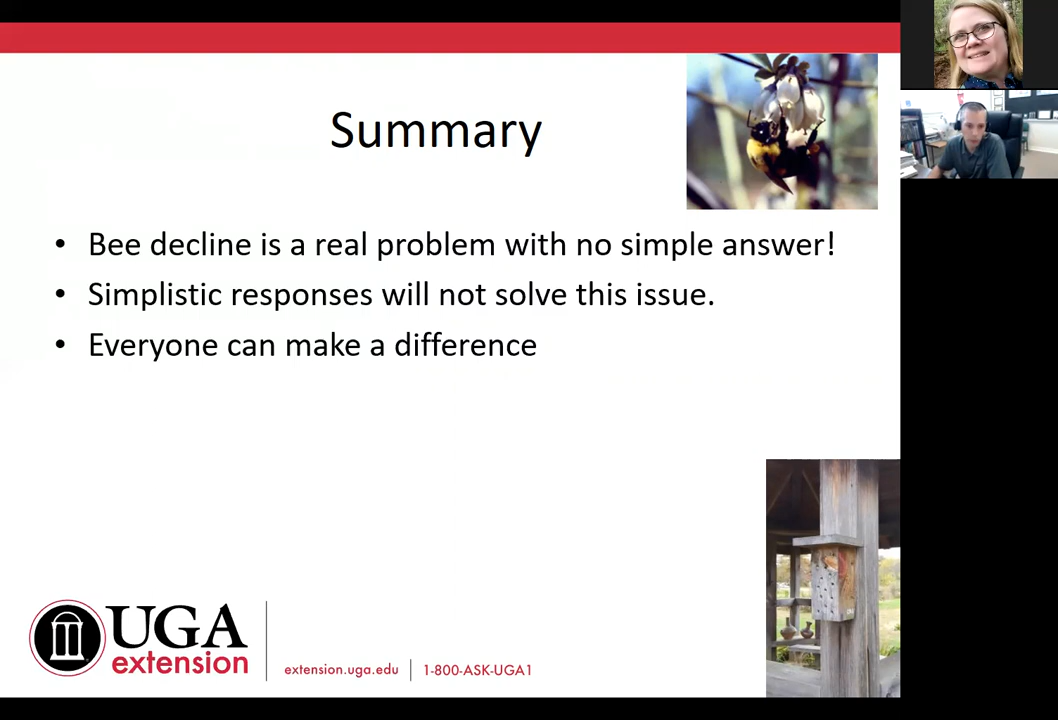 Summary
• Bee decline is a real problem with no simple answer!
• Simplistic responses will not solve this issue.
• Everyone can make a difference
UGA
extension
extension.uga.edu | 1-800-ASK-UGA1